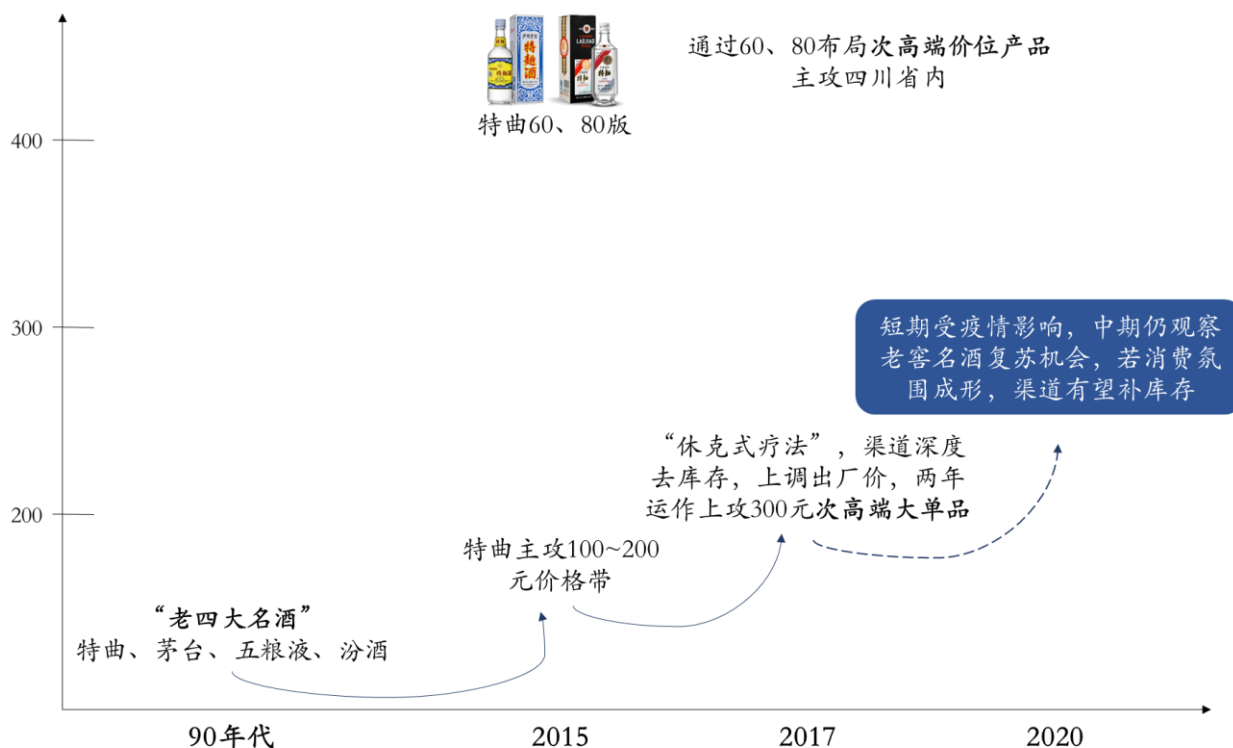 通过60、80布局次高端价位产品
主攻四川省内
特曲酒
特曲60、80版
400
300
短期受疫情影响，中期仍观察
老窖名酒复苏机会，若消费氛
围成形，渠道有望补库存
“休克式疗法”，渠道深度
去库存，上调出厂价，两年
运作上攻300元次高端大单品
200
特曲主攻100~200
元价格带
“老四大名酒”
特曲、茅台、五粮液、汾酒
90年代
2015
2017
2020